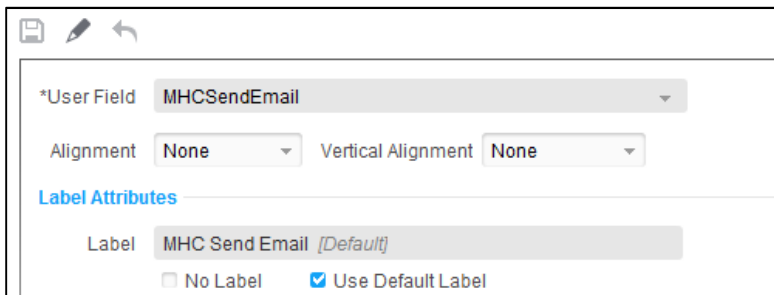 *User Field MHCSendEmail
Alignment None Vertical Alignment None
Label Attributes
Label MHC Send Email [Default]
No Label Use Default Label